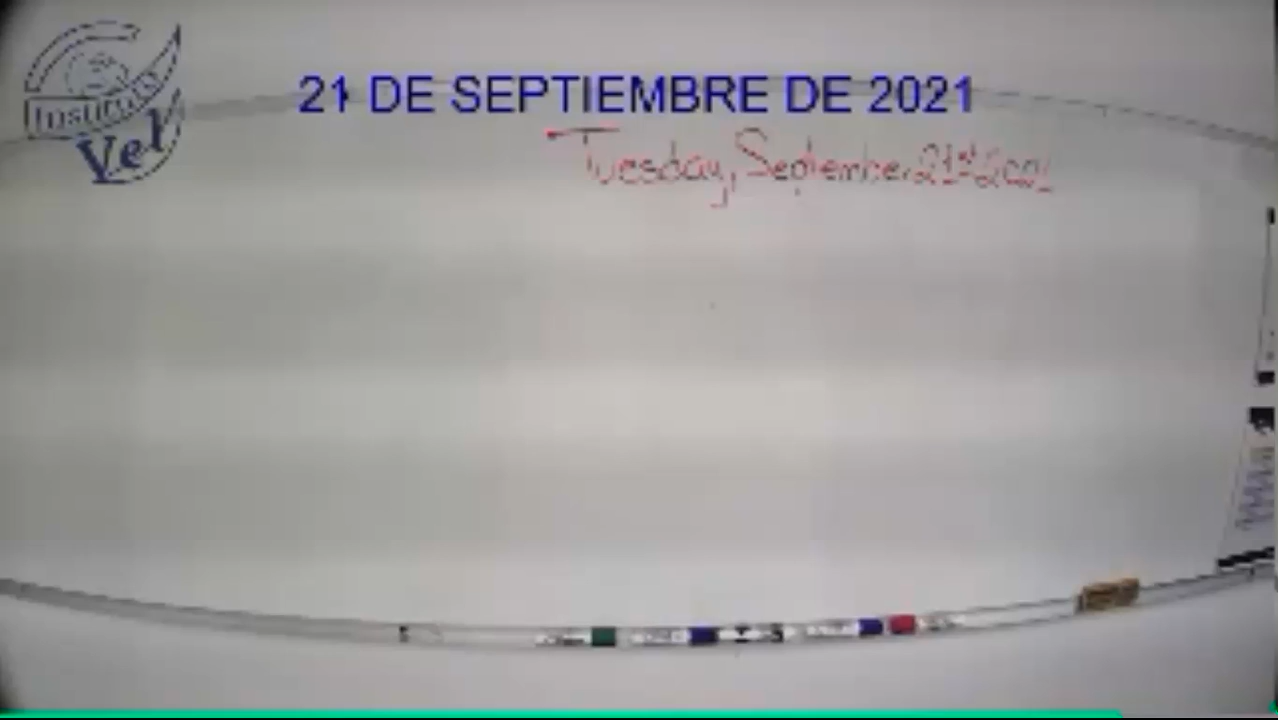 Instituto
Vel
21 DE SEPTIEMBRE DE 2021
Tuesday, September 21st 2021